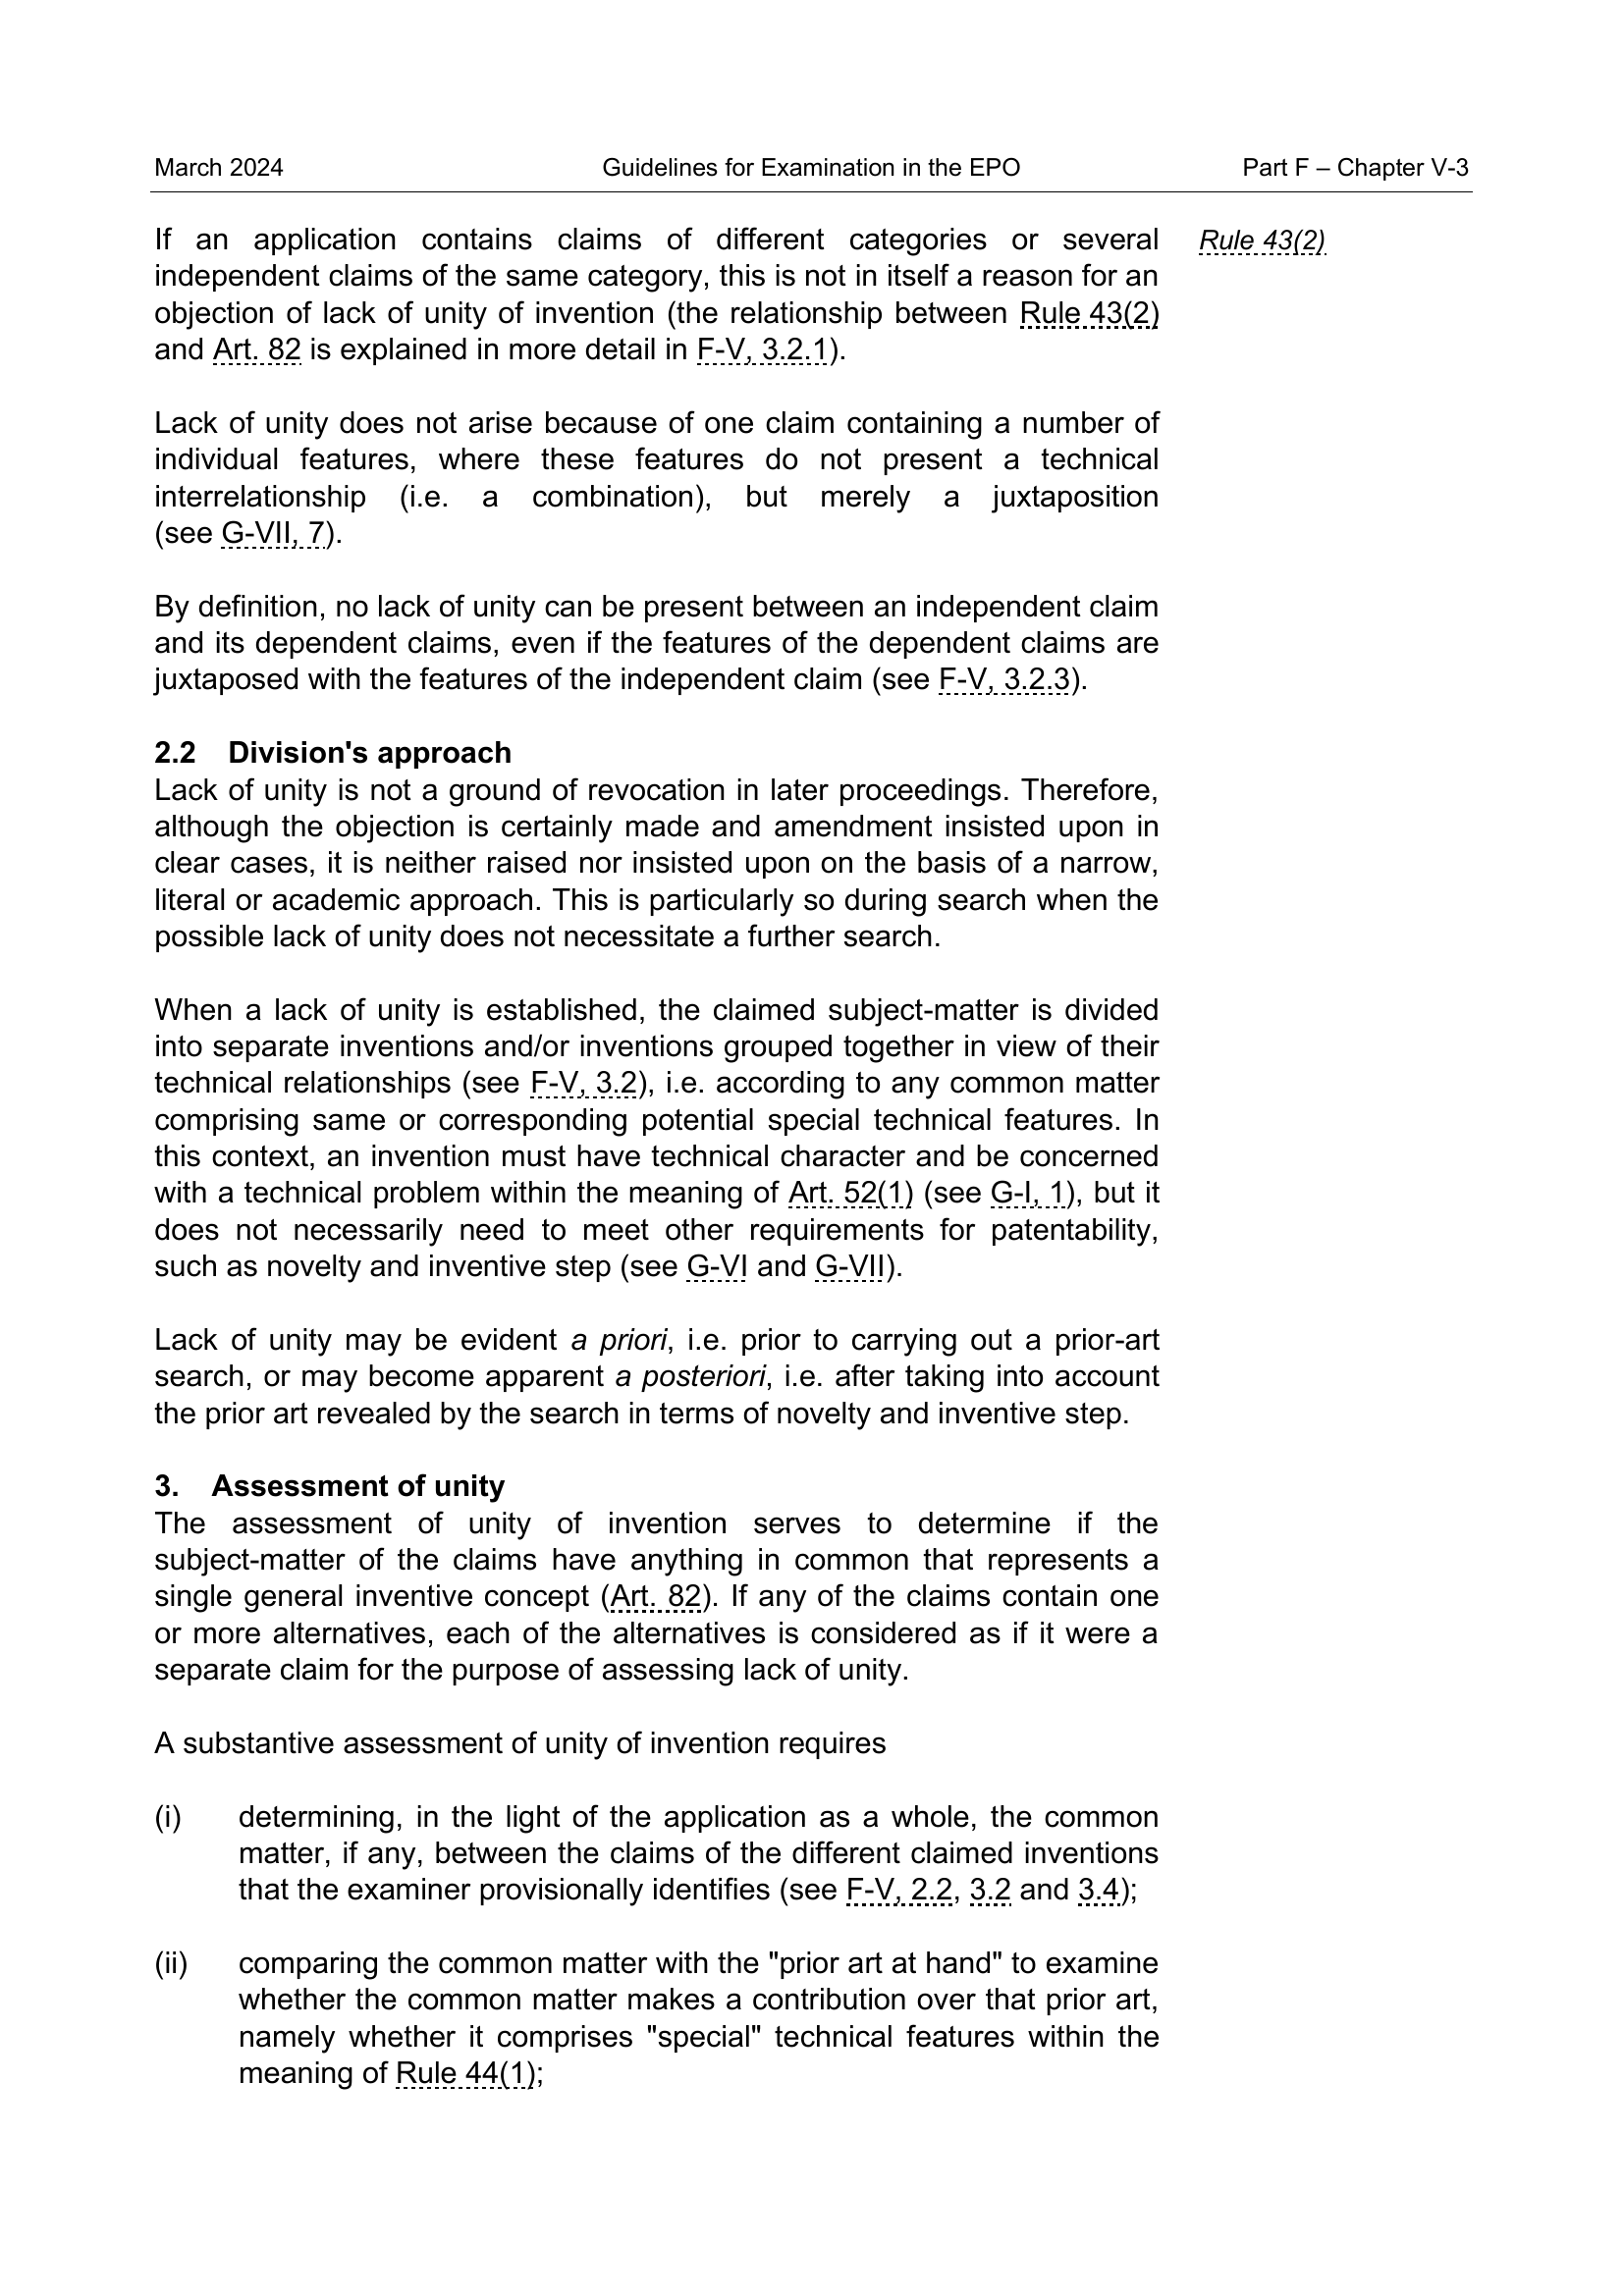 March 2024 Guidelines for Examination in the EPO Part F – Chapter V-3
If an application contains claims of different categories or several
independent claims of the same category, this is not in itself a reason for an
objection of lack of unity of invention (the relationship between Rule 43(2)
and Art. 82 is explained in more detail in F-V, 3.2.1).
Rule 43(2)
Lack of unity does not arise because of one claim containing a number of
individual features, where these features do not present a technical
interrelationship (i.e. a combination), but merely a juxtaposition
(see G-VII, 7).
By definition, no lack of unity can be present between an independent claim
and its dependent claims, even if the features of the dependent claims are
juxtaposed with the features of the independent claim (see F-V, 3.2.3).
2.2 Division's approach
Lack of unity is not a ground of revocation in later proceedings. Therefore,
although the objection is certainly made and amendment insisted upon in
clear cases, it is neither raised nor insisted upon on the basis of a narrow,
literal or academic approach. This is particularly so during search when the
possible lack of unity does not necessitate a further search.
When a lack of unity is established, the claimed subject-matter is divided
into separate inventions and/or inventions grouped together in view of their
technical relationships (see F-V, 3.2), i.e. according to any common matter
comprising same or corresponding potential special technical features. In
this context, an invention must have technical character and be concerned
with a technical problem within the meaning of Art. 52(1) (see G-I, 1), but it
does not necessarily need to meet other requirements for patentability,
such as novelty and inventive step (see G-VI and G-VII).
Lack of unity may be evident a priori, i.e. prior to carrying out a prior-art
search, or may become apparent a posteriori, i.e. after taking into account
the prior art revealed by the search in terms of novelty and inventive step.
3. Assessment of unity
The assessment of unity of invention serves to determine if the
subject-matter of the claims have anything in common that represents a
single general inventive concept (Art. 82). If any of the claims contain one
or more alternatives, each of the alternatives is considered as if it were a
separate claim for the purpose of assessing lack of unity.
A substantive assessment of unity of invention requires
(i) determining, in the light of the application as a whole, the common
matter, if any, between the claims of the different claimed inventions
that the examiner provisionally identifies (see F-V, 2.2, 3.2 and 3.4);
(ii) comparing the common matter with the "prior art at hand" to examine
whether the common matter makes a contribution over that prior art,
namely whether it comprises "special" technical features within the
meaning of Rule 44(1);